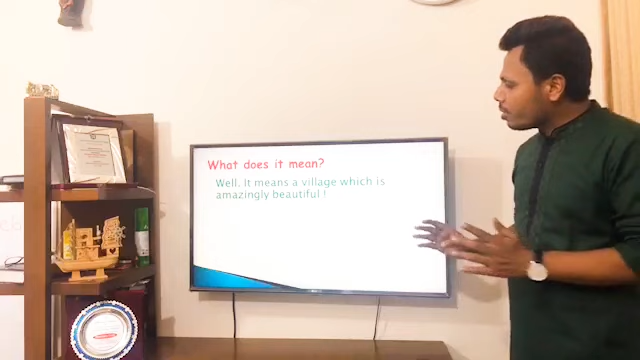 What does it mean?
Well. It means a village which is
amazingly beautiful !